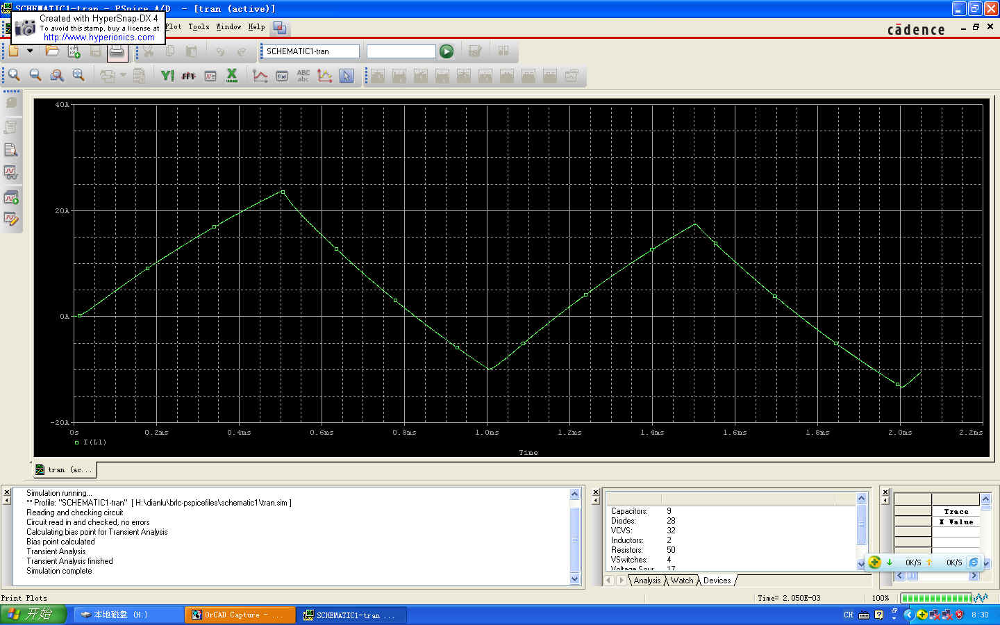 SCHEMATIC1-tran - PSpice A/D - [tran (active)]
Created with HyperSnap-DX 4
To avoid this stamp, buy a license at
http://www.hyperionics.com
Plot Tools Window Help
cādence
SCHEMATIC1-tran
Y! FFT
f(x)
ABC
abc
40A
20A
0A
-20A
0s 0.2ms 0.4ms 0.6ms 0.8ms 1.0ms 1.2ms 1.4ms 1.6ms 1.8ms 2.0ms 2.2ms
I(L1)
Time
tran (ac...
Simulation running...
** Profile: "SCHEMATIC1-tran" [ H:\dianlu\brlc-pspicefiles\schematic1\tran.sim ]
Reading and checking circuit
Circuit read in and checked, no errors
Calculating bias point for Transient Analysis
Bias point calculated
Transient Analysis
Transient Analysis finished
Simulation complete
Capacitors: 9
Diodes: 28
VCVS: 32
Inductors: 2
Resistors: 50
VSwitches: 4
Voltage Sour 17
Analysis Watch Devices
Trace
X Value
0K/S 0K/S
Print Plots
Time= 2.050E-03
100%
开始
本地磁盘 (H:)
OrCAD Capture - ...
SCHEMATIC1-tran ...
CH
8:30